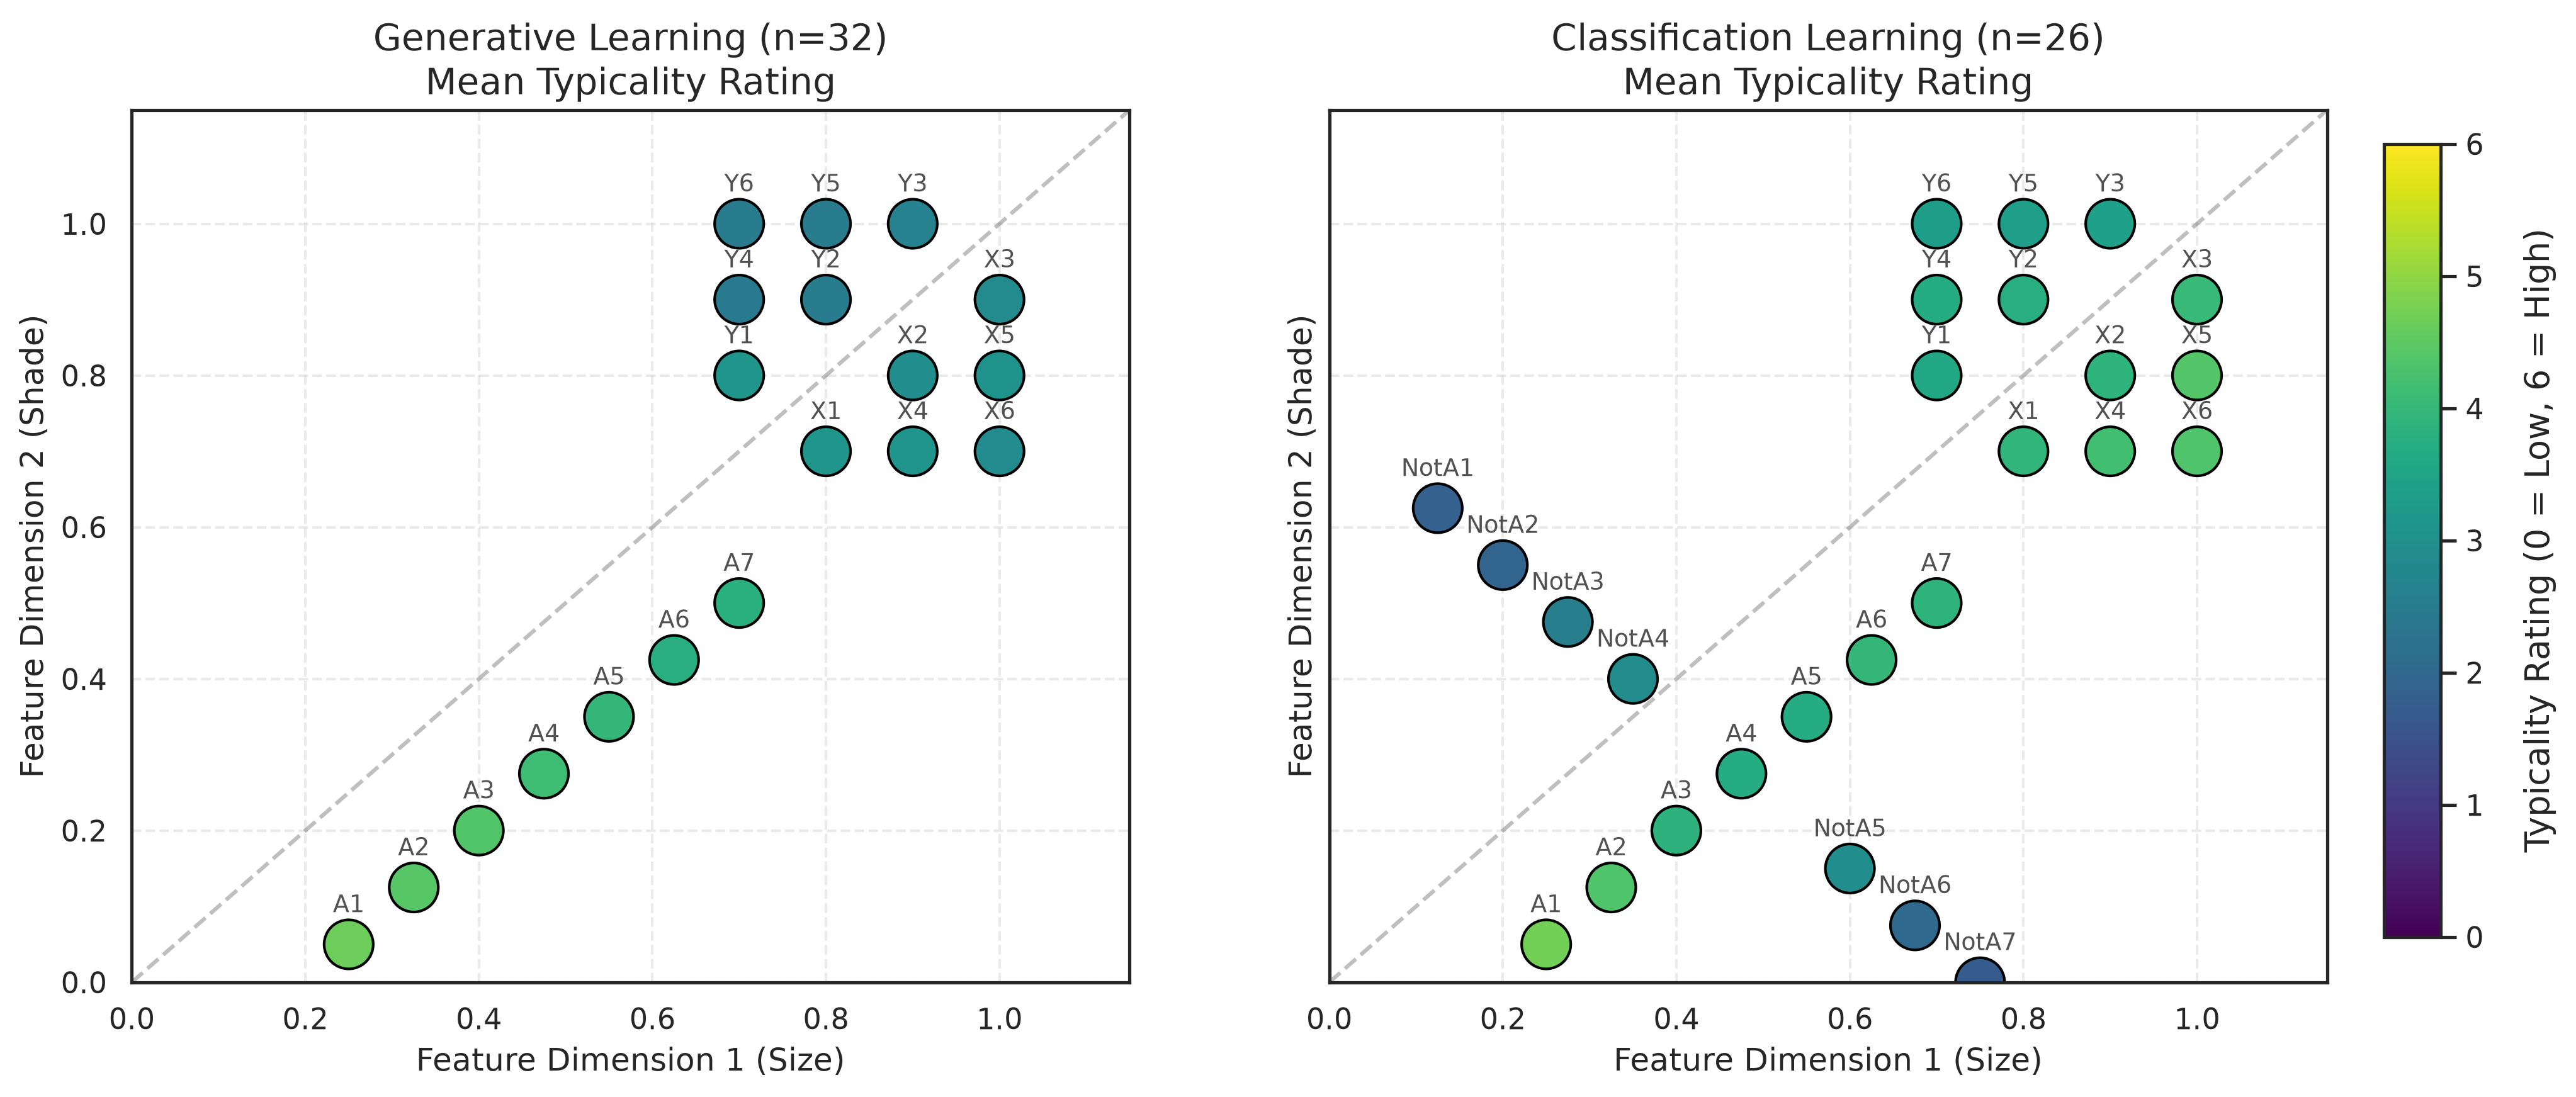 Generative Learning (n=32)
Mean Typicality Rating
Y6 Y5 Y3
Y4 Y2 X3
Y1 X2 X5
X1 X4 X6
A7
A6
A5
A4
A3
A2
A1
1.0
0.8
0.6
0.4
0.2
0.0
0.0 0.2 0.4 0.6 0.8 1.0
Feature Dimension 2 (Shade)
Feature Dimension 1 (Size)
Classification Learning (n=26)
Mean Typicality Rating
Y6 Y5 Y3
Y4 Y2 X3
Y1 X2 X5
X1 X4 X6
NotA1
NotA2
NotA3
NotA4
A7
A6
A5
A4
A3
A2
A1
NotA5
NotA6
NotA7
0.0 0.2 0.4 0.6 0.8 1.0
Feature Dimension 2 (Shade)
Feature Dimension 1 (Size)
6
5
4
3
2
1
0
Typicality Rating (0 = Low, 6 = High)